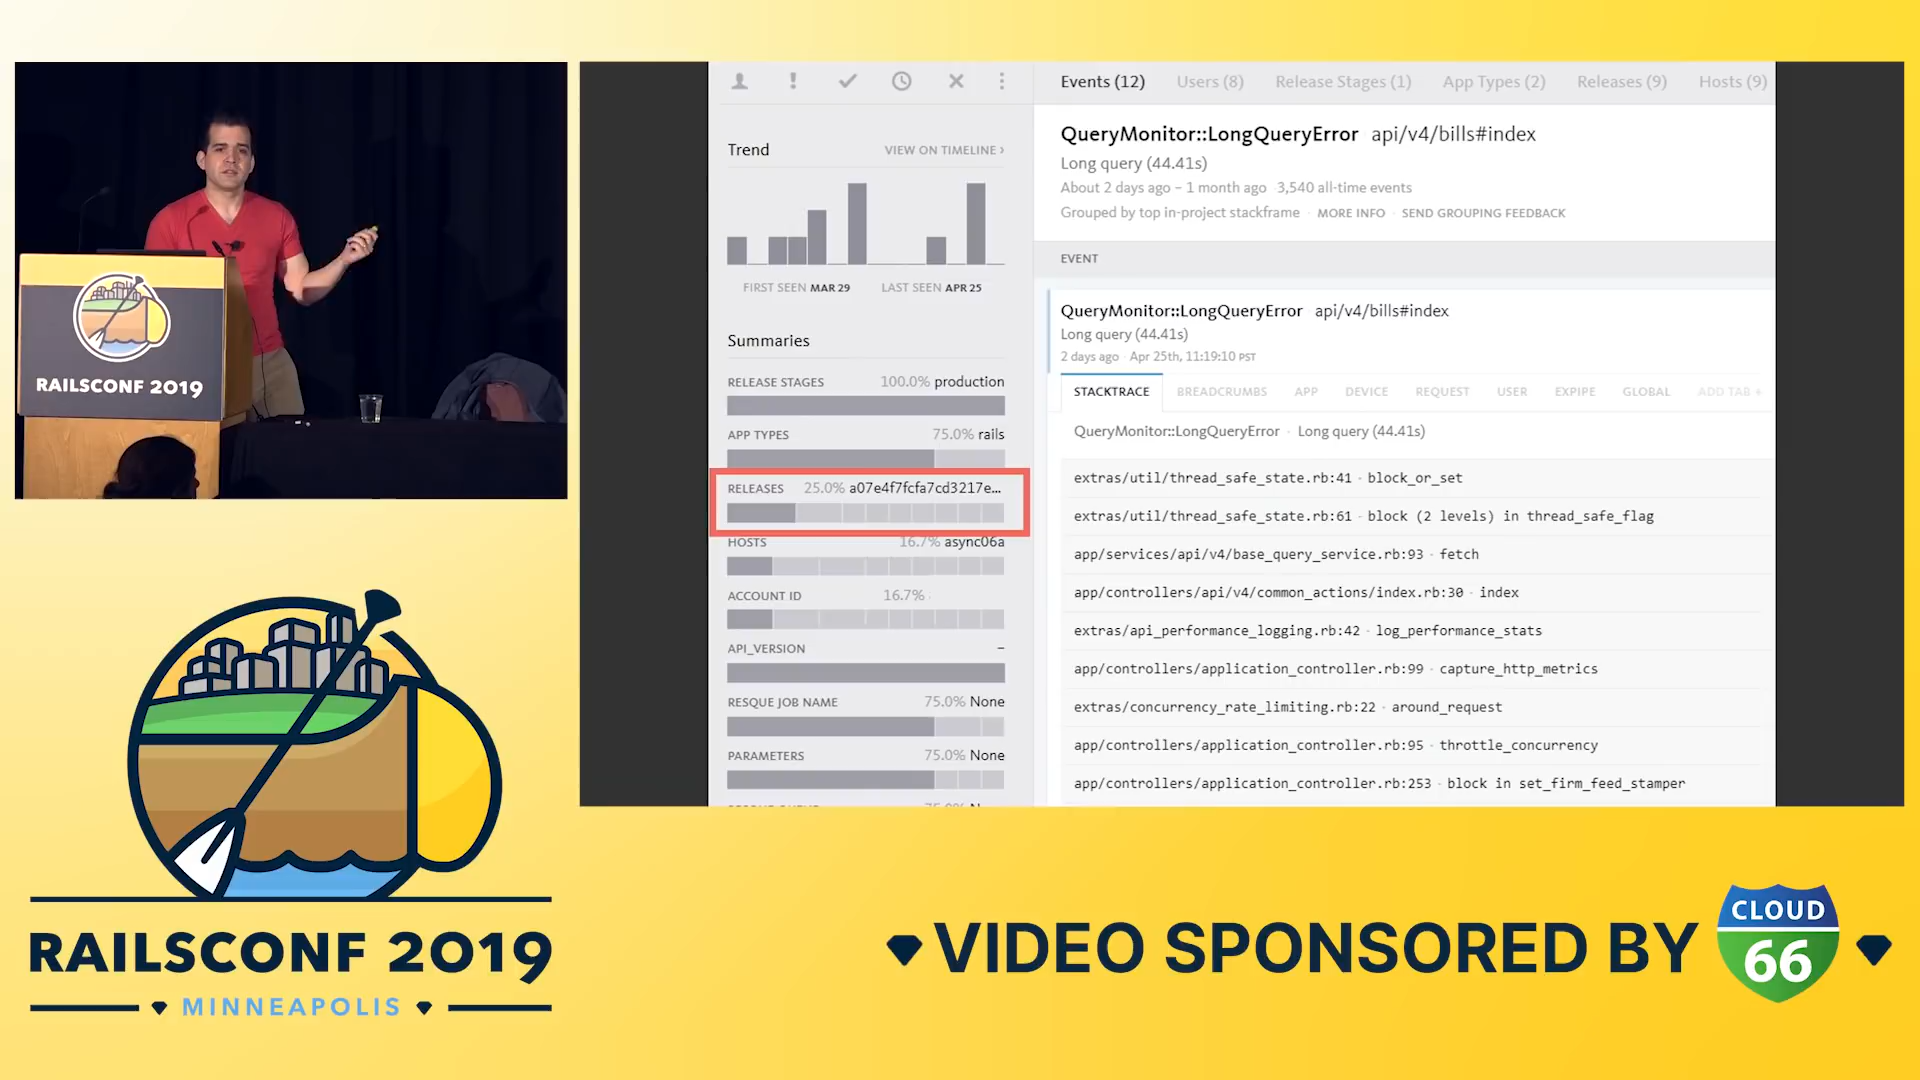 RAILSCONF 2019
Events (12) Users (8) Release Stages (1) App Types (2) Releases (9) Hosts (9)
Trend VIEW ON TIMELINE ›
FIRST SEEN MAR 29 LAST SEEN APR 25
Summaries
RELEASE STAGES 100.0% production
APP TYPES 75.0% rails
RELEASES 25.0% a07e4f7fcfa7cd3217e...
HOSTS 16.7% async06a
ACCOUNT ID 16.7%
API_VERSION –
RESQUE JOB NAME 75.0% None
PARAMETERS 75.0% None
QueryMonitor::LongQueryError api/v4/bills#index
Long query (44.41s)
About 2 days ago – 1 month ago 3,540 all-time events
Grouped by top in-project stackframe · MORE INFO · SEND GROUPING FEEDBACK
EVENT
QueryMonitor::LongQueryError api/v4/bills#index
Long query (44.41s)
2 days ago · Apr 25th, 11:19:10 PST
STACKTRACE BREADCRUMBS APP DEVICE REQUEST USER EXPIPE GLOBAL ADD TAB +
QueryMonitor::LongQueryError · Long query (44.41s)
extras/util/thread_safe_state.rb:41 · block_or_set
extras/util/thread_safe_state.rb:61 · block (2 levels) in thread_safe_flag
app/services/api/v4/base_query_service.rb:93 · fetch
app/controllers/api/v4/common_actions/index.rb:30 · index
extras/api_performance_logging.rb:42 · log_performance_stats
app/controllers/application_controller.rb:99 · capture_http_metrics
extras/concurrency_rate_limiting.rb:22 · around_request
app/controllers/application_controller.rb:95 · throttle_concurrency
app/controllers/application_controller.rb:253 · block in set_firm_feed_stamper
RAILSCONF 2019
MINNEAPOLIS
VIDEO SPONSORED BY
CLOUD
66